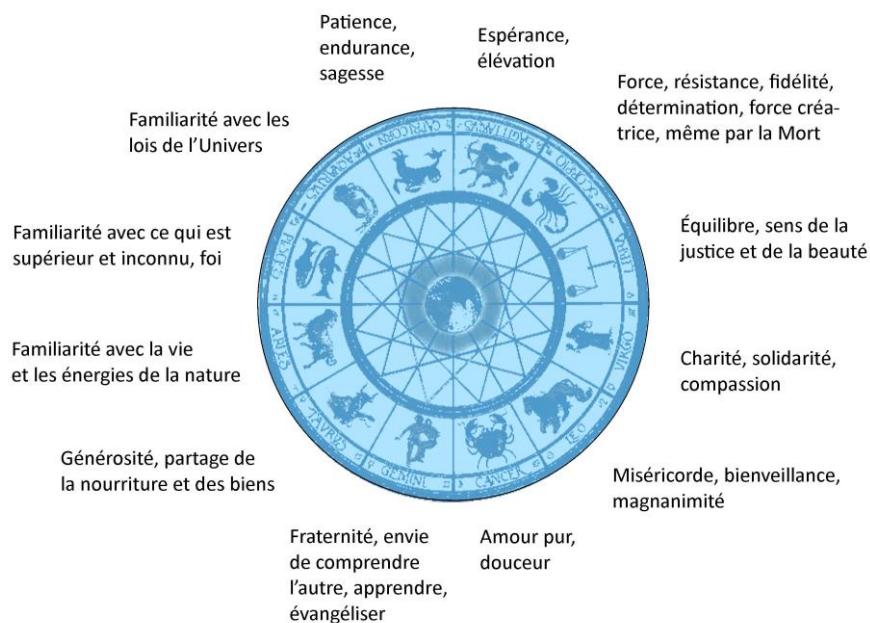 Patience,
endurance,
sagesse
Espérance,
élévation
Force, résistance, fidélité,
détermination, force créa-
trice, même par la Mort
Familiarité avec les
lois de l’Univers
Familiarité avec ce qui est
supérieur et inconnu, foi
Équilibre, sens de la
justice et de la beauté
Familiarité avec la vie
et les énergies de la nature
Charité, solidarité,
compassion
Générosité, partage de
la nourriture et des biens
Miséricorde, bienveillance,
magnanimité
Fraternité, envie
de comprendre
l’autre, apprendre,
évangéliser
Amour pur,
douceur
CAPRICORN
SAGITARIUS
SCORPIO
LIBRA
VIRGO
LEO
CANCER
GEMINI
TAVRVS
ARIES
PISCES